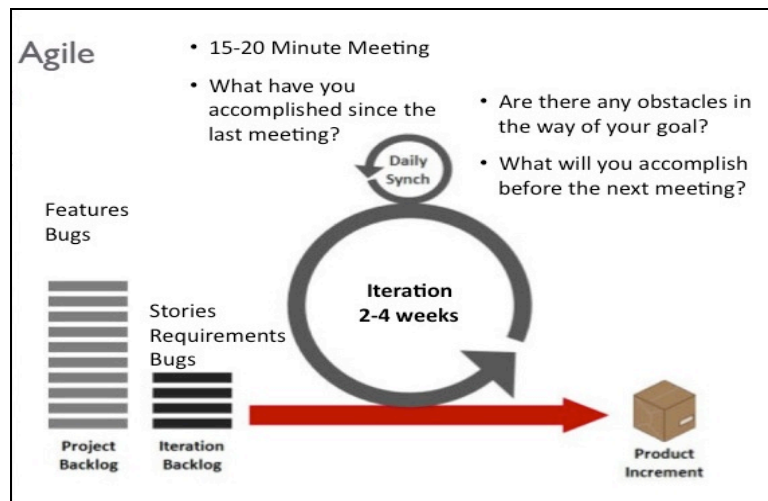 Agile
• 15-20 Minute Meeting
• What have you
accomplished since the
last meeting?
• Are there any obstacles in
the way of your goal?
• What will you accomplish
before the next meeting?
Daily
Synch
Features
Bugs
Iteration
2-4 weeks
Stories
Requirements
Bugs
Project
Backlog
Iteration
Backlog
Product
Increment